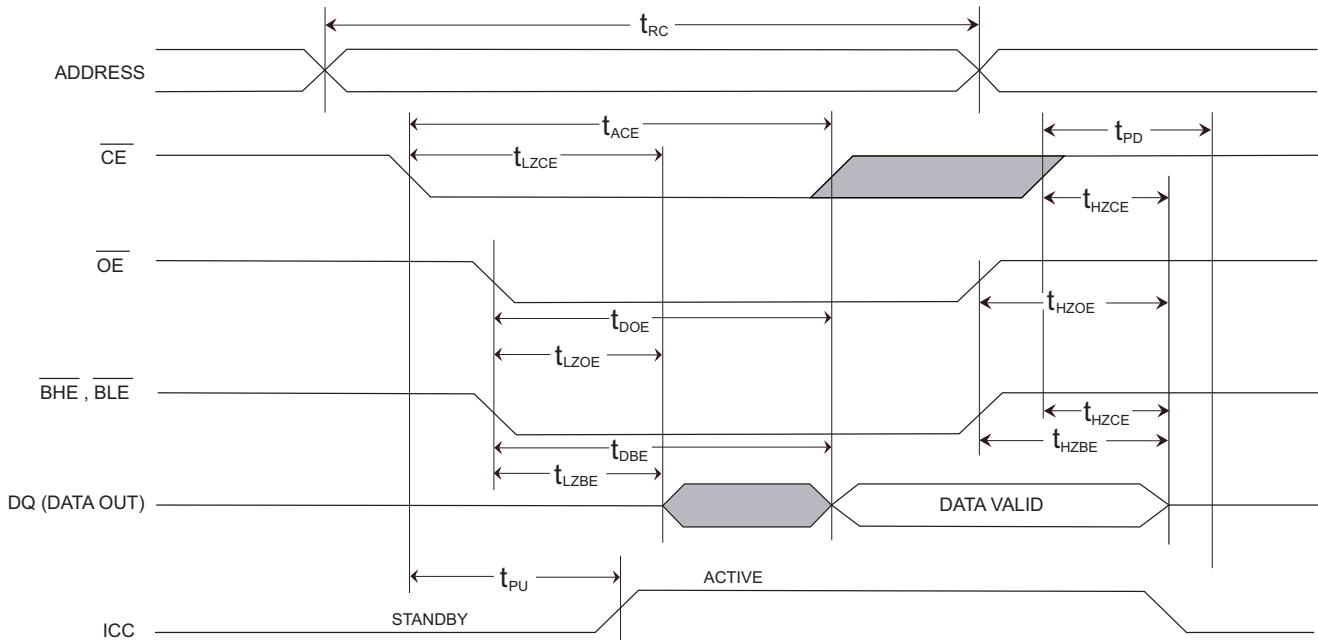 tRC
ADDRESS
tACE
tPD
CE
tLZCE
tHZCE
OE
tHZOE
tDOE
tLZOE
BHE , BLE
tHZCE
tHZBE
tDBE
tLZBE
DQ (DATA OUT)
DATA VALID
tPU
ACTIVE
STANDBY
ICC